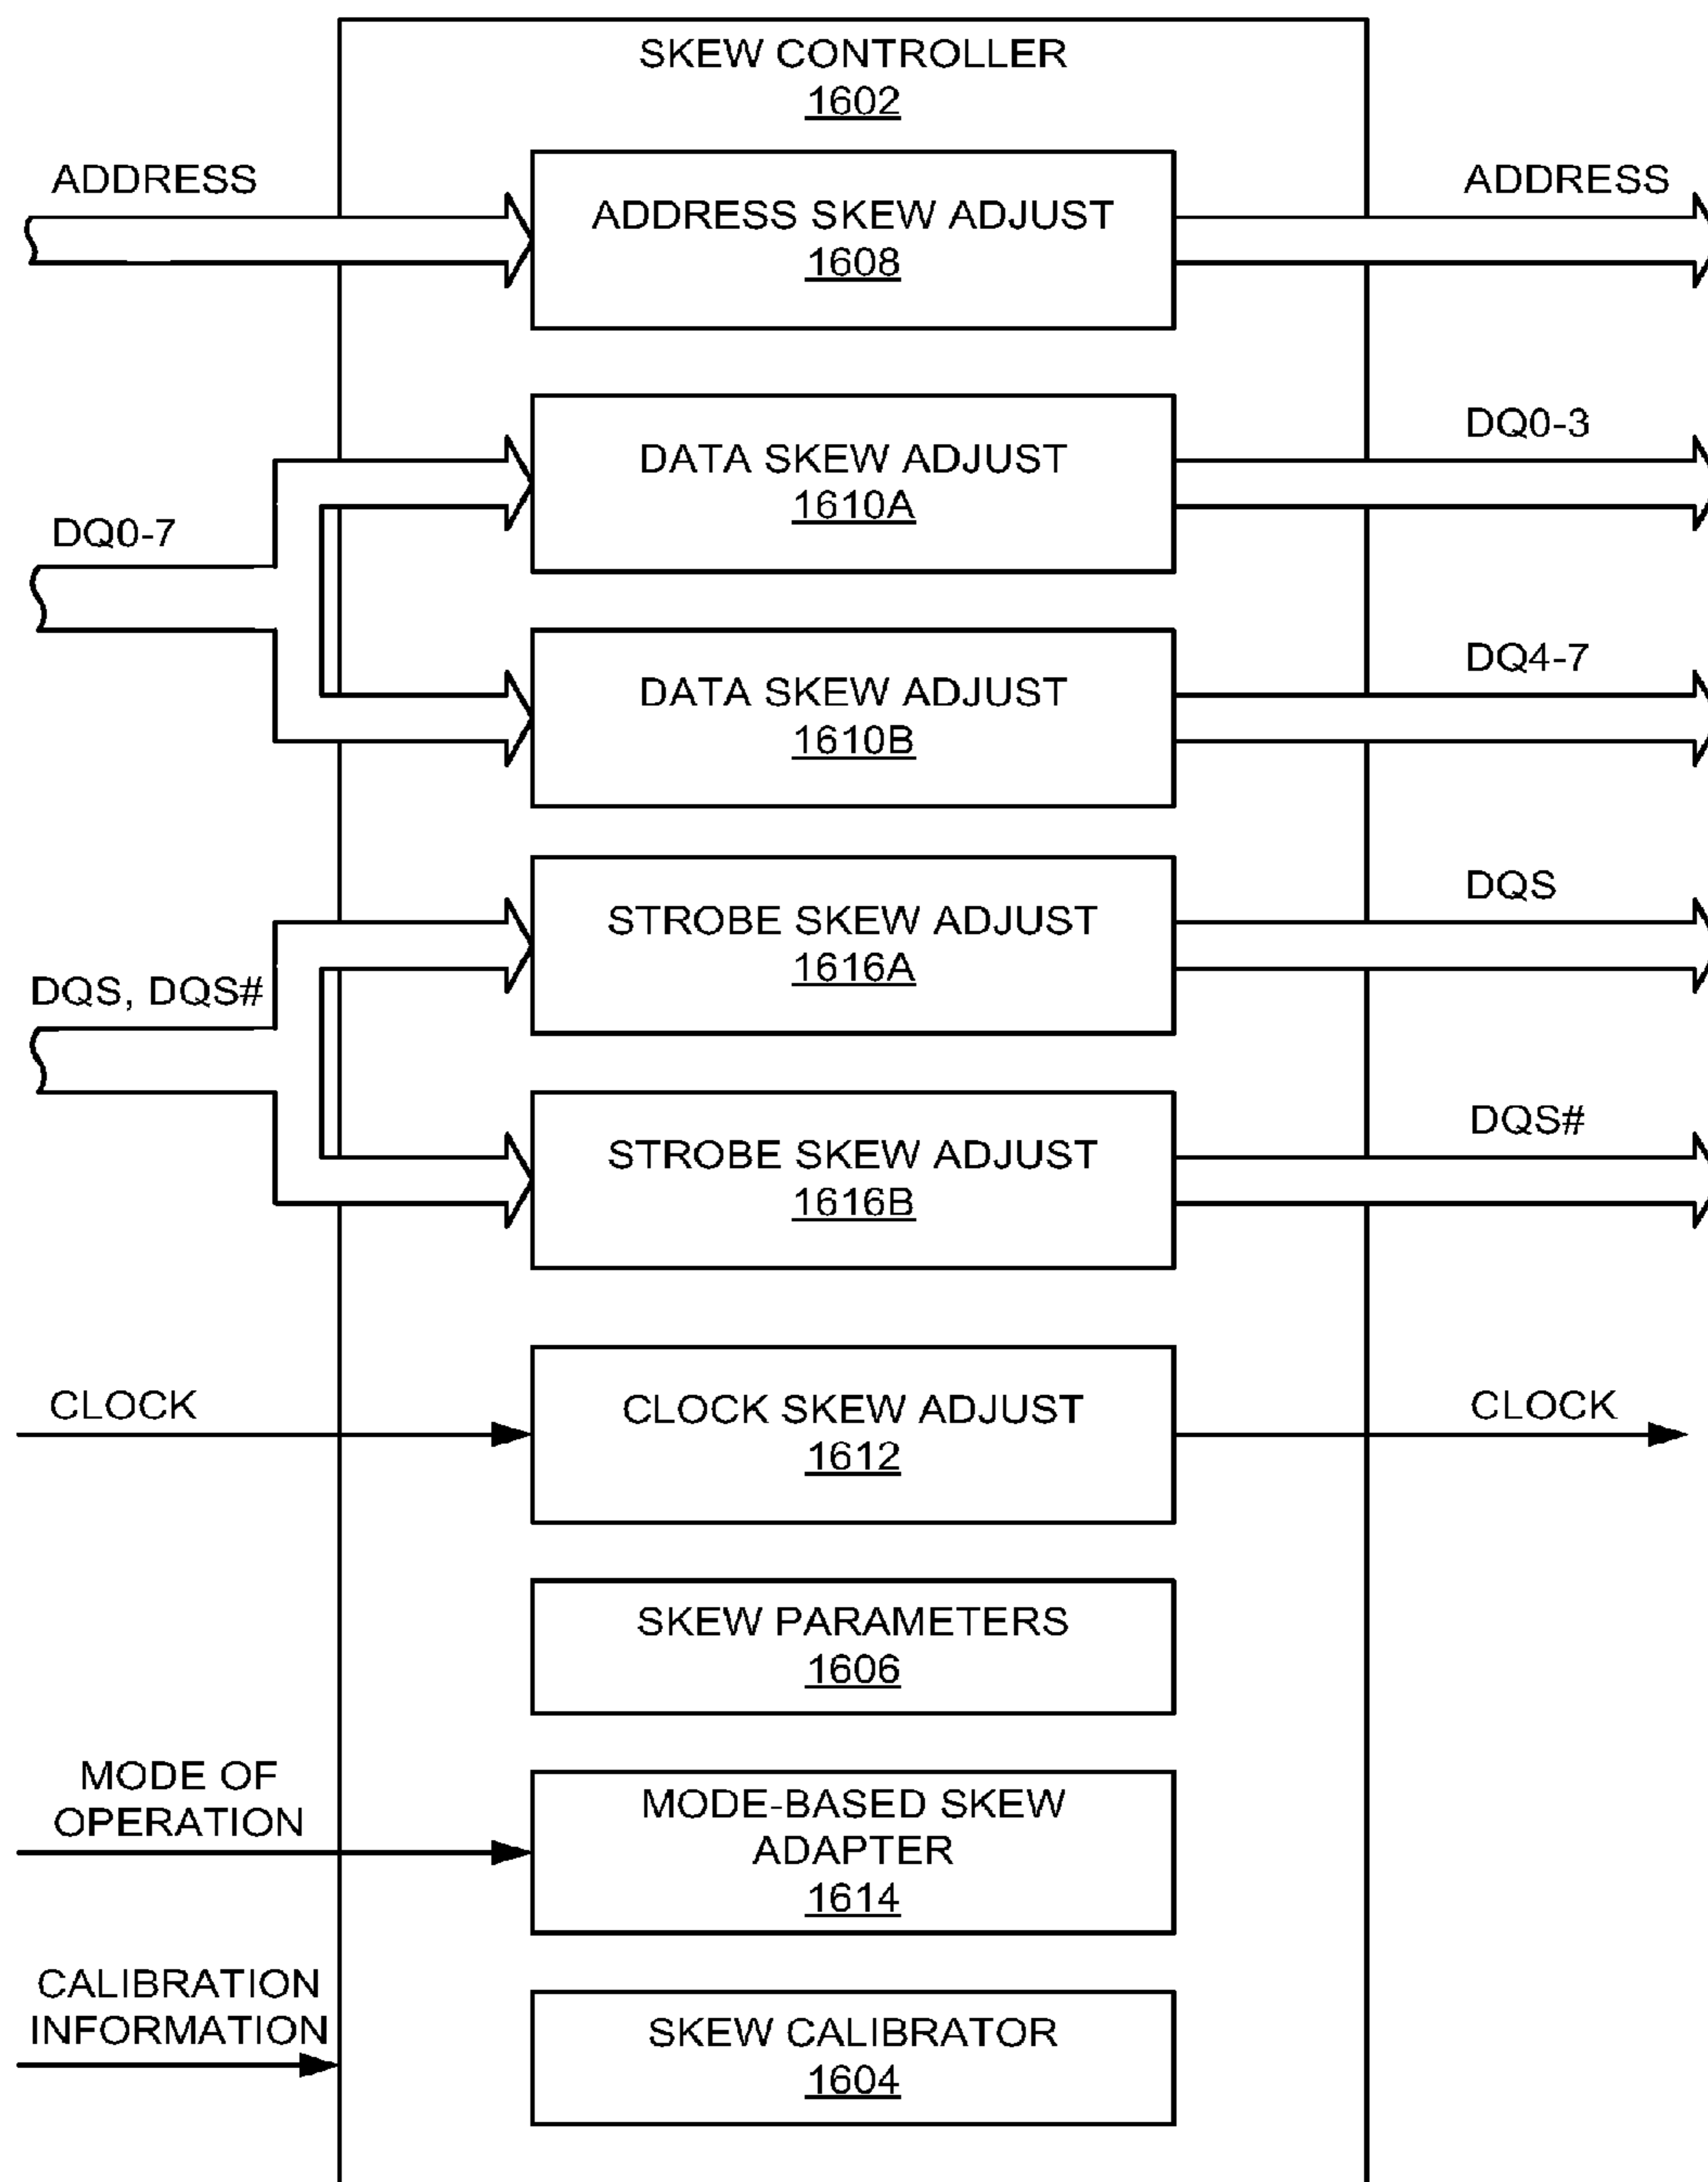 SKEW CONTROLLER
1602
ADDRESS
ADDRESS SKEW ADJUST
1608
ADDRESS
DQ0-7
DATA SKEW ADJUST
1610A
DQ0-3
DATA SKEW ADJUST
1610B
DQ4-7
DQS, DQS#
STROBE SKEW ADJUST
1616A
DQS
STROBE SKEW ADJUST
1616B
DQS#
CLOCK
CLOCK SKEW ADJUST
1612
CLOCK
SKEW PARAMETERS
1606
MODE OF
OPERATION
MODE-BASED SKEW
ADAPTER
1614
CALIBRATION
INFORMATION
SKEW CALIBRATOR
1604